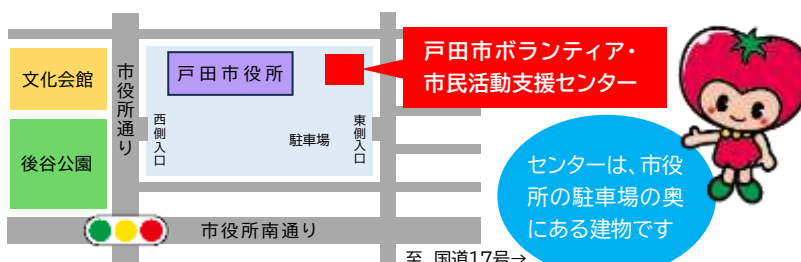 文化会館
市役所通り
戸田市役所
戸田市ボランティア・
市民活動支援センター
後谷公園
西側入口
駐車場
東側入口
センターは、市役
所の駐車場の奥
にある建物です
市役所南通り
至 国道17号→